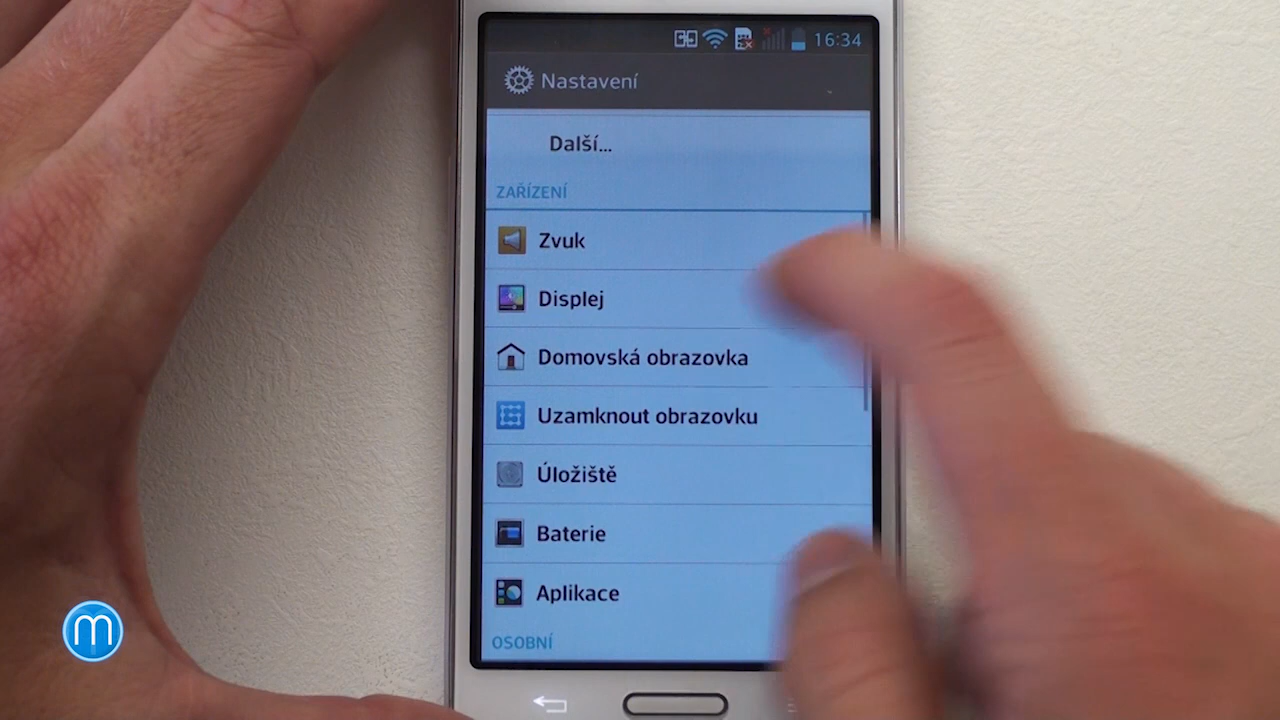 16:34
Nastavení
Další...
ZAŘÍZENÍ
Zvuk
Displej
Domovská obrazovka
Uzamknout obrazovku
Úložiště
Baterie
Aplikace
OSOBNÍ
m